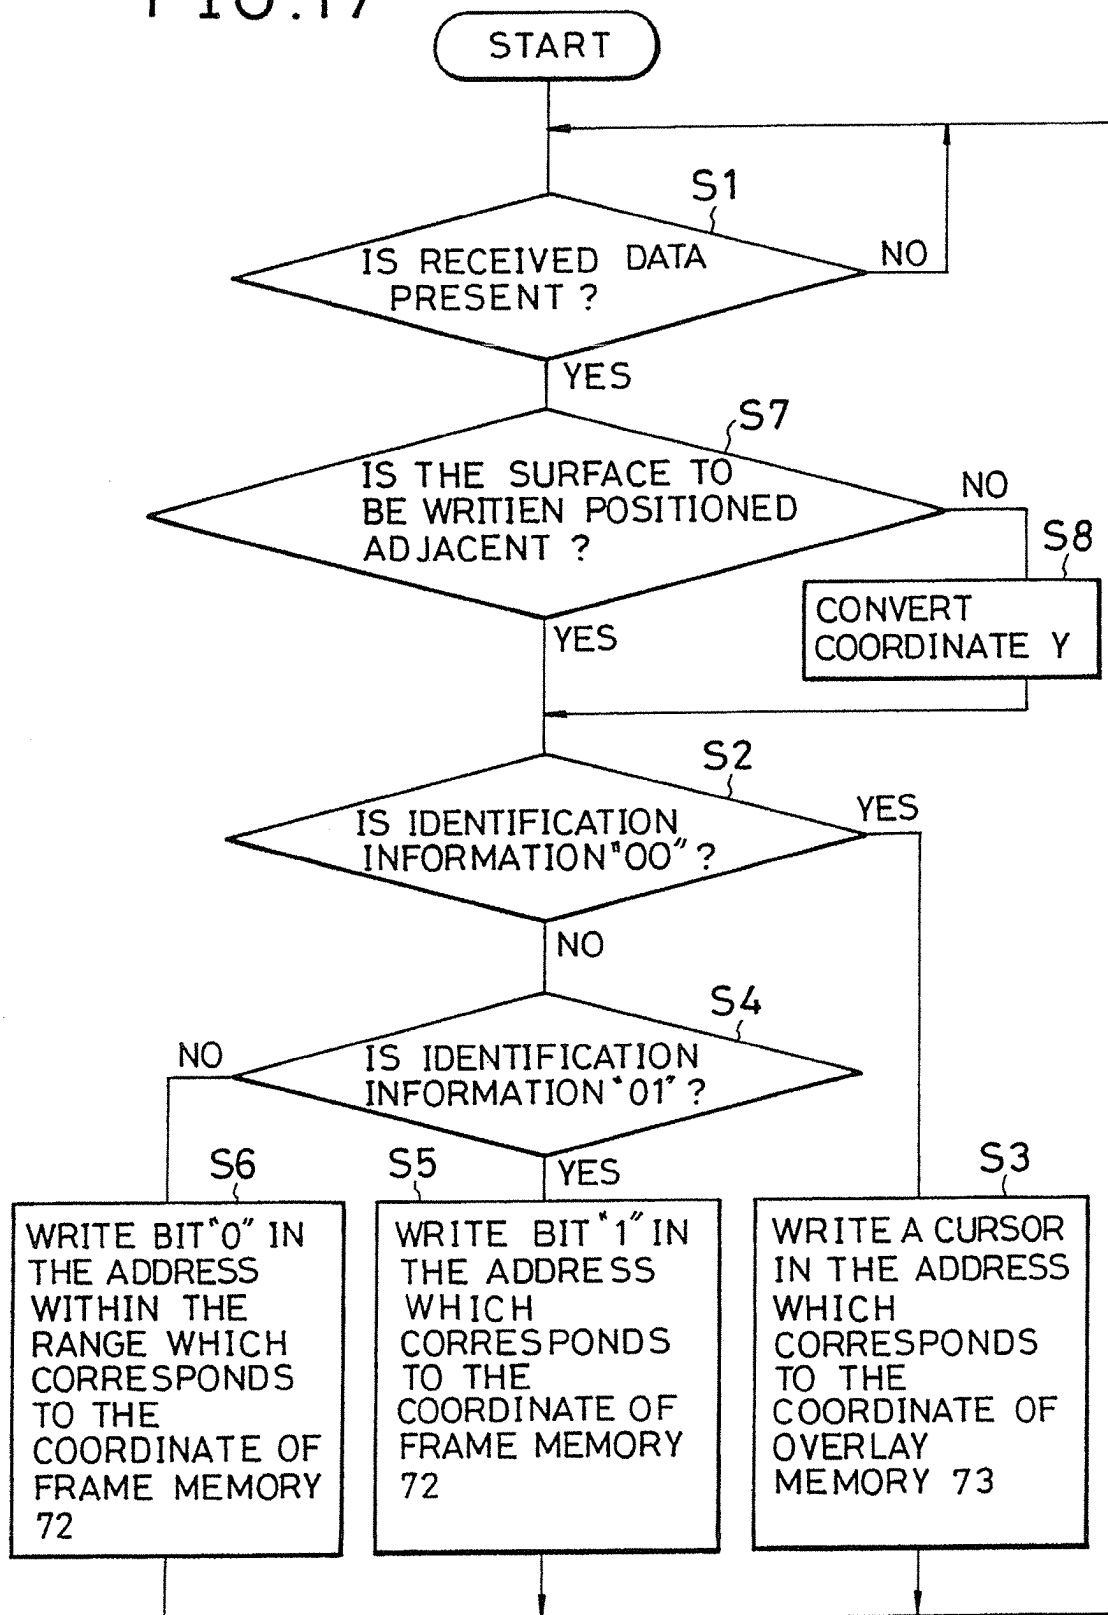 FIG.17
START
S1
IS RECEIVED DATA
PRESENT ?
NO
YES
S7
IS THE SURFACE TO
BE WRITIEN POSITIONED
ADJACENT ?
NO
S8
CONVERT
COORDINATE Y
YES
S2
IS IDENTIFICATION
INFORMATION "00" ?
YES
NO
S4
IS IDENTIFICATION
INFORMATION "01" ?
NO
YES
S6
WRITE BIT "0" IN
THE ADDRESS
WITHIN THE
RANGE WHICH
CORRESPONDS
TO THE
COORDINATE OF
FRAME MEMORY
72
S5
WRITE BIT "1" IN
THE ADDRESS
WHICH
CORRESPONDS
TO THE
COORDINATE OF
FRAME MEMORY
72
S3
WRITE A CURSOR
IN THE ADDRESS
WHICH
CORRESPONDS
TO THE
COORDINATE OF
OVERLAY
MEMORY 73